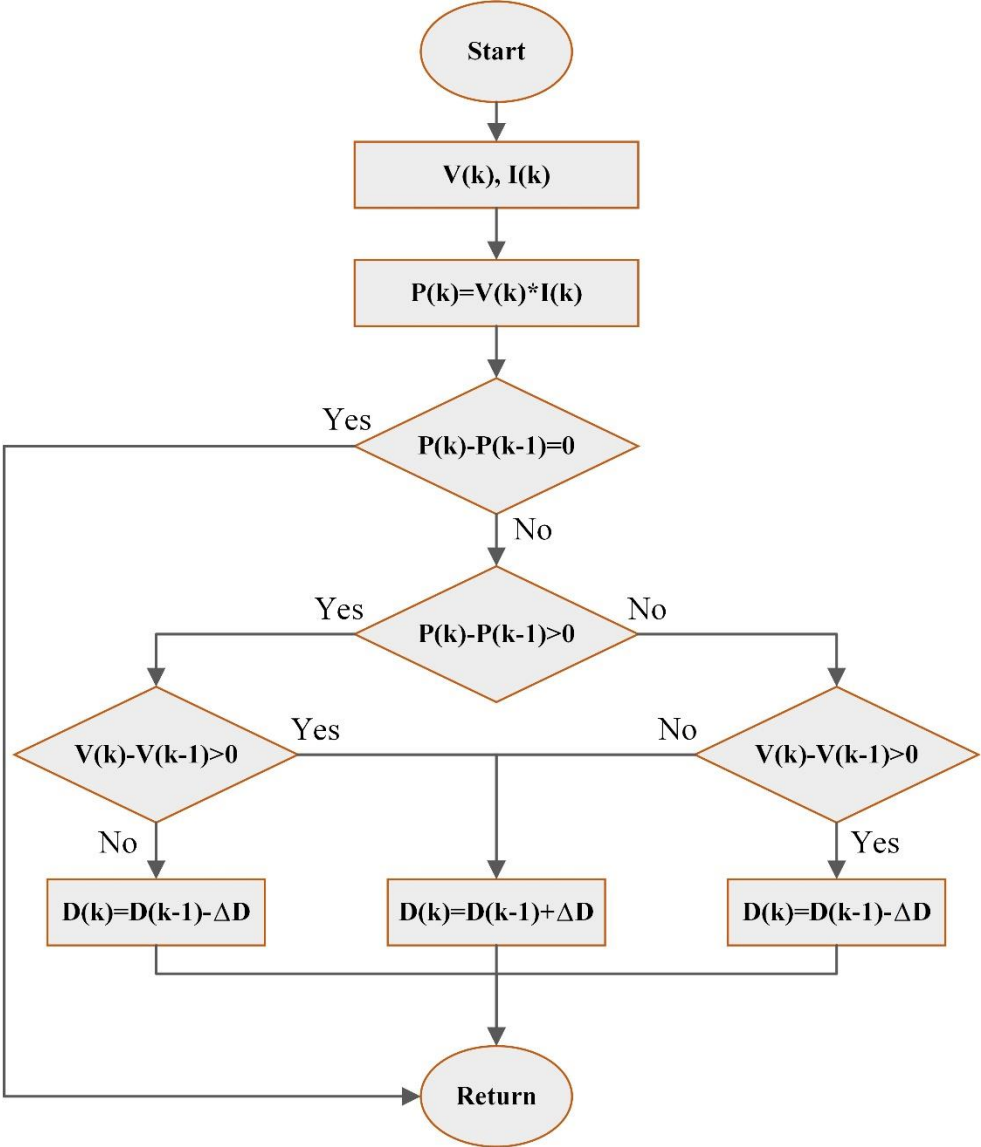 Start
V(k), I(k)
P(k)=V(k)*I(k)
Yes
P(k)-P(k-1)=0
No
Yes
No
P(k)-P(k-1)>0
V(k)-V(k-1)>0
Yes
No
V(k)-V(k-1)>0
No
Yes
D(k)=D(k-1)-ΔD
D(k)=D(k-1)+ΔD
D(k)=D(k-1)-ΔD
Return